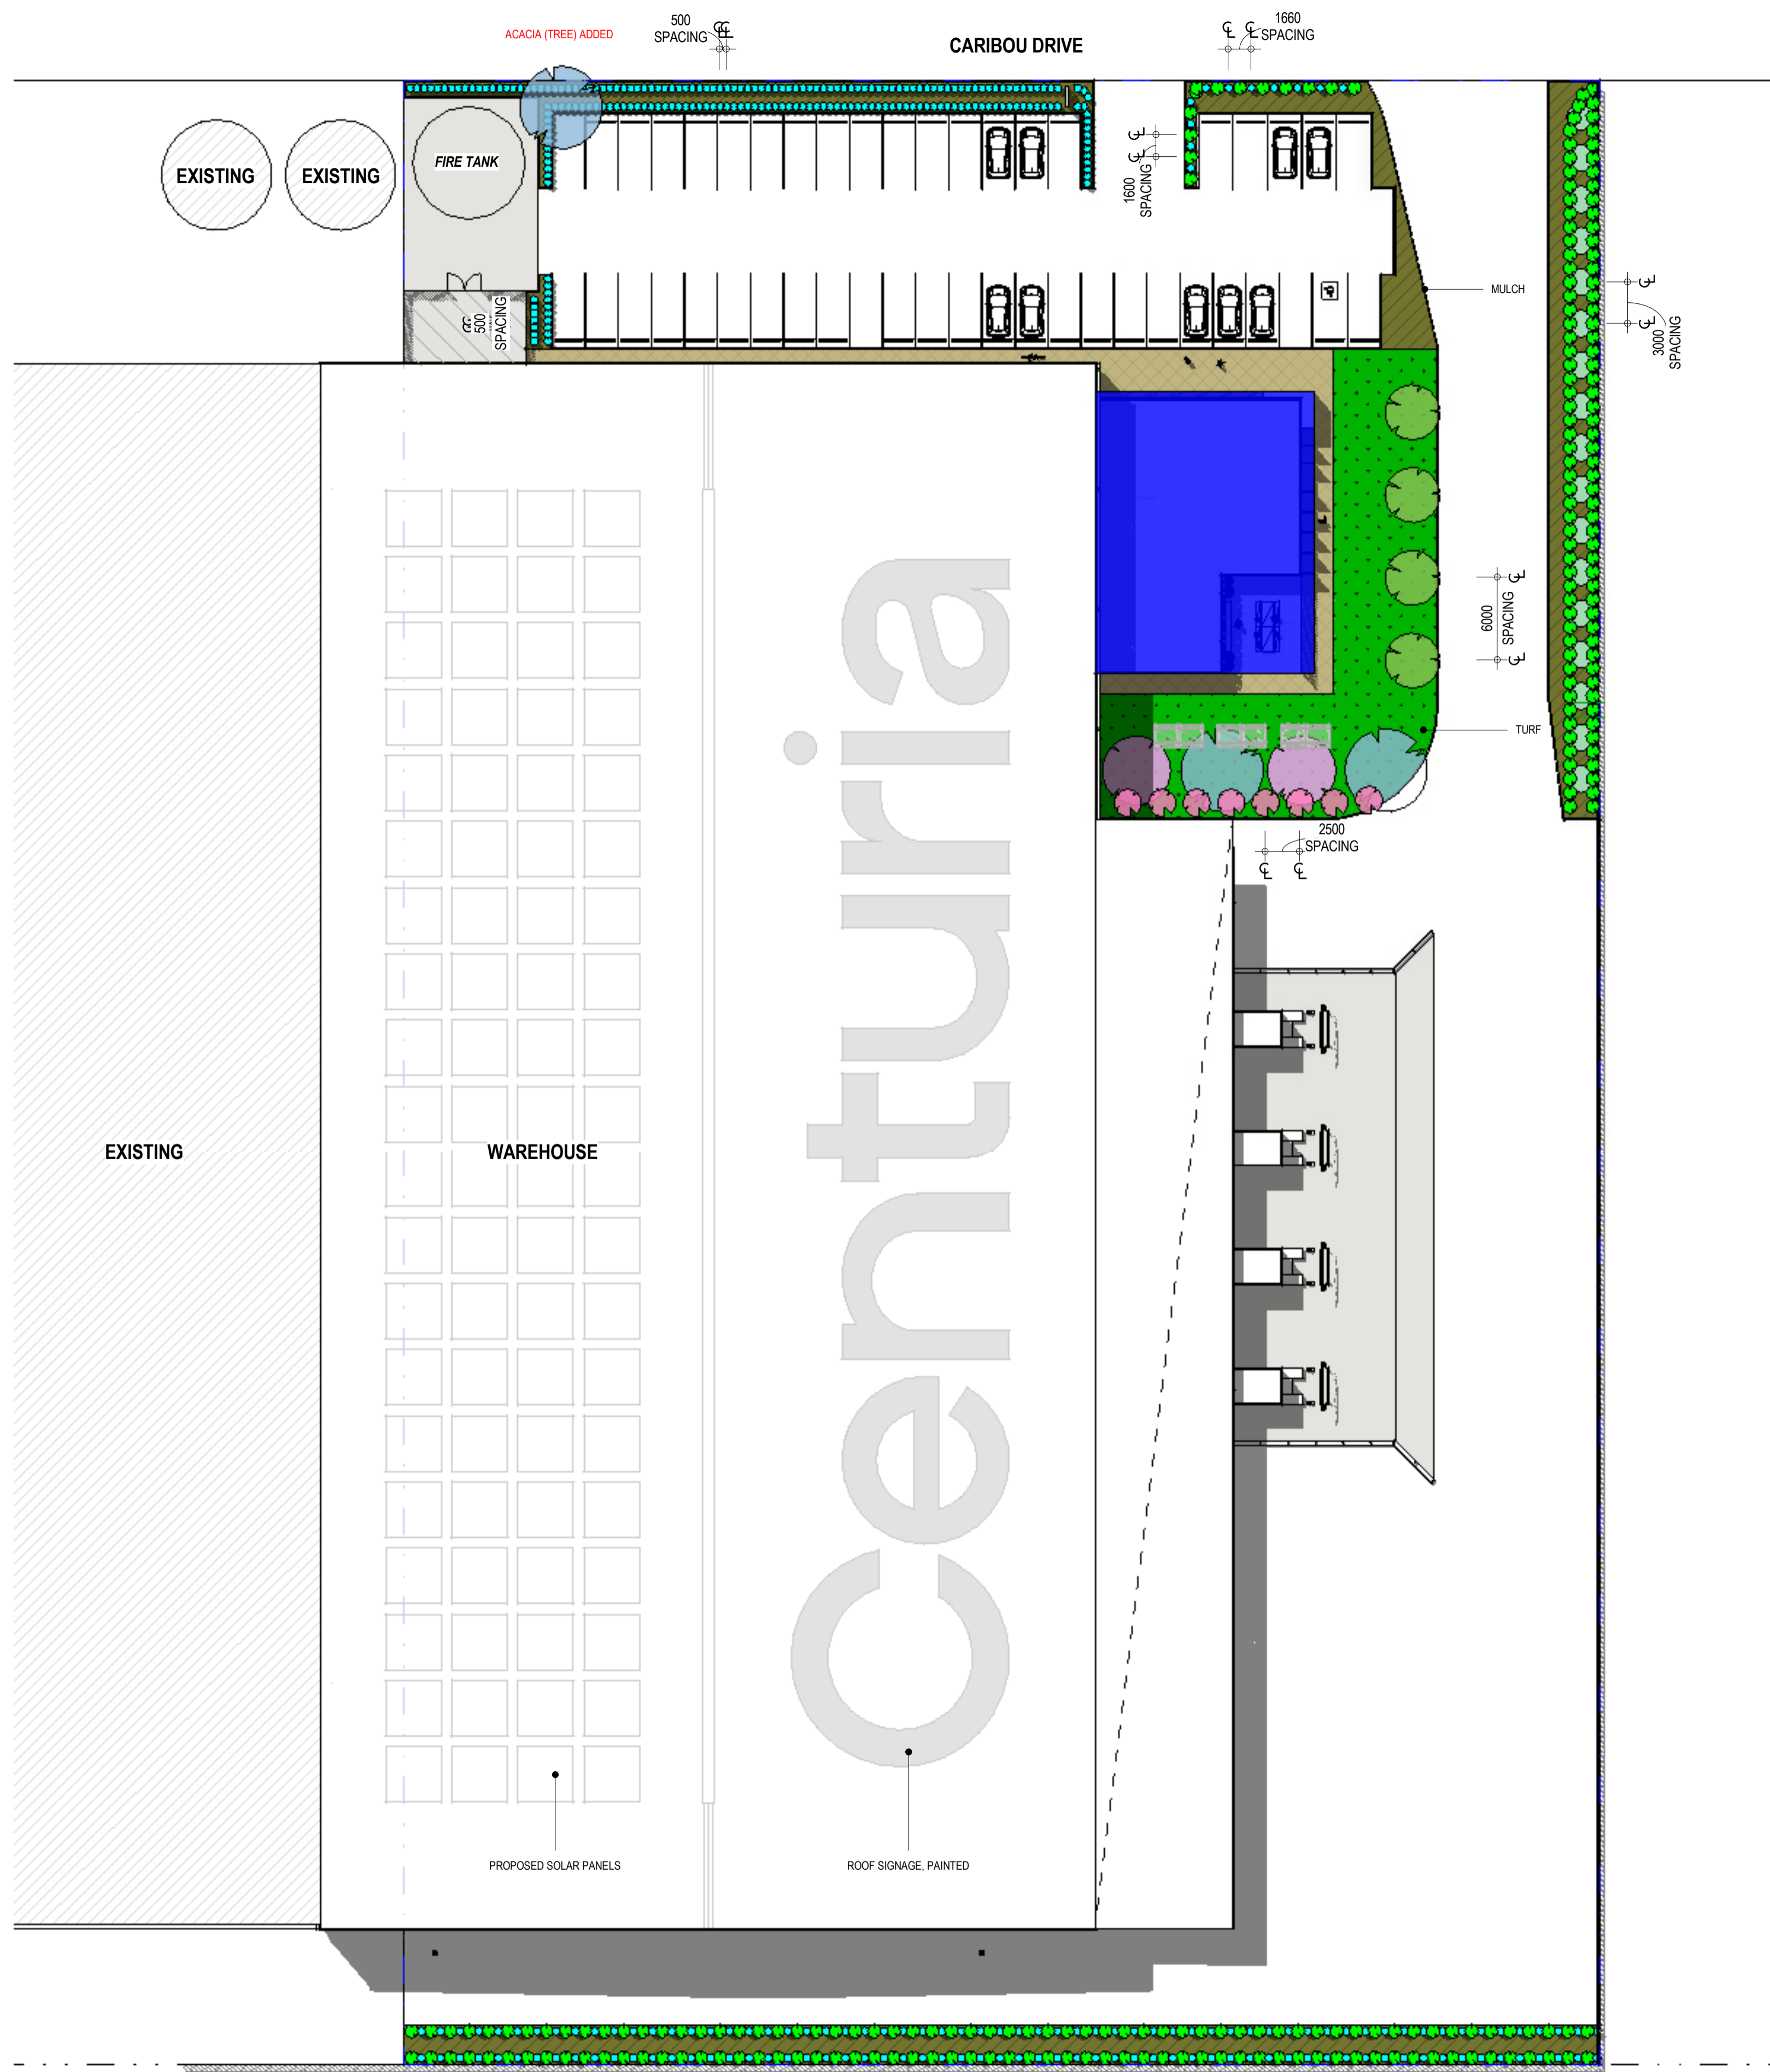 ACACIA (TREE) ADDED
500
SPACING
CARIBOU DRIVE
1660
SPACING
EXISTING
EXISTING
FIRE TANK
1600
SPACING
MULCH
3000
SPACING
500
SPACING
6000
SPACING
TURF
2500
SPACING
EXISTING
WAREHOUSE
Centuria
PROPOSED SOLAR PANELS
ROOF SIGNAGE, PAINTED